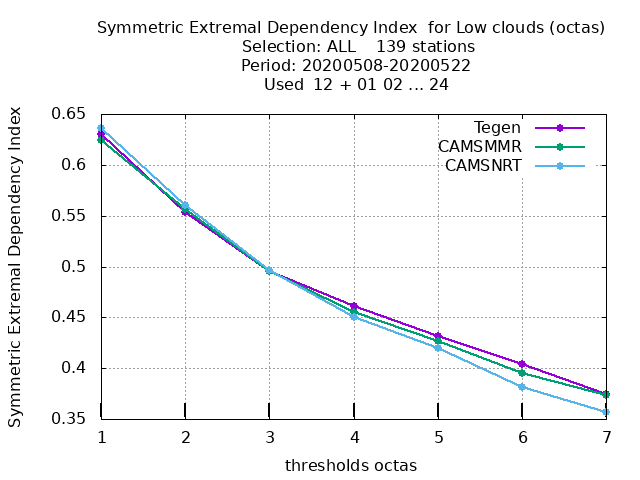 Symmetric Extremal Dependency Index  for Low clouds (octas)
Selection: ALL    139 stations
Period: 20200508-20200522
Used  12 + 01 02 ... 24
Symmetric Extremal Dependency Index
0.65
0.6
0.55
0.5
0.45
0.4
0.35
Tegen
CAMSMMR
CAMSNRT
1 2 3 4 5 6 7
thresholds octas